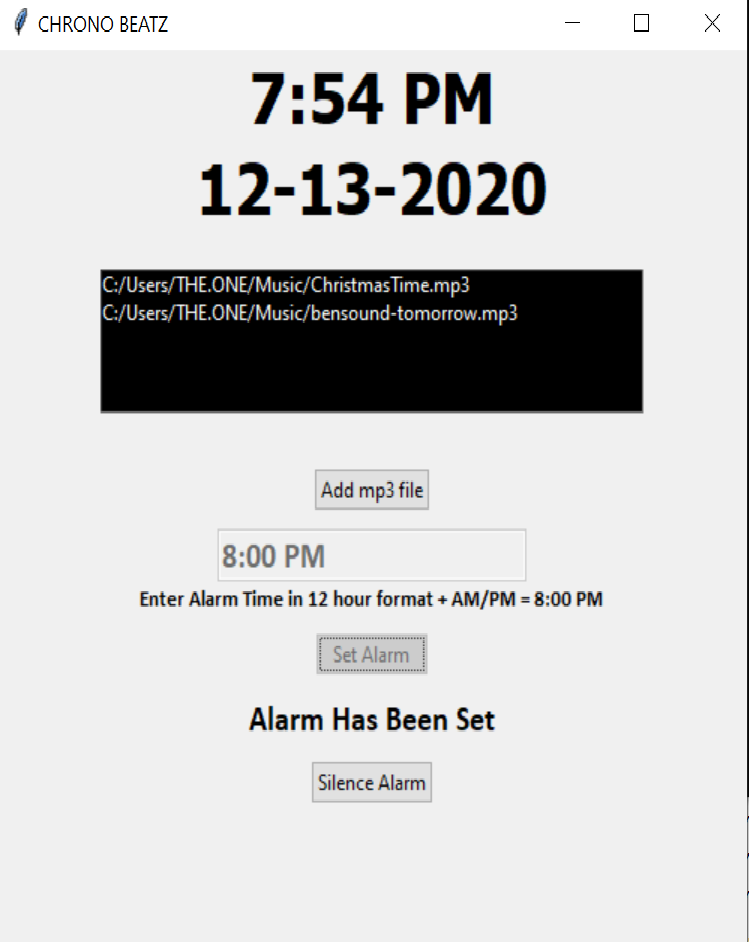 CHRONO BEATZ
7:54 PM
12-13-2020
C:/Users/THE.ONE/Music/ChristmasTime.mp3
C:/Users/THE.ONE/Music/bensound-tomorrow.mp3
Add mp3 file
8:00 PM
Enter Alarm Time in 12 hour format + AM/PM = 8:00 PM
Set Alarm
Alarm Has Been Set
Silence Alarm